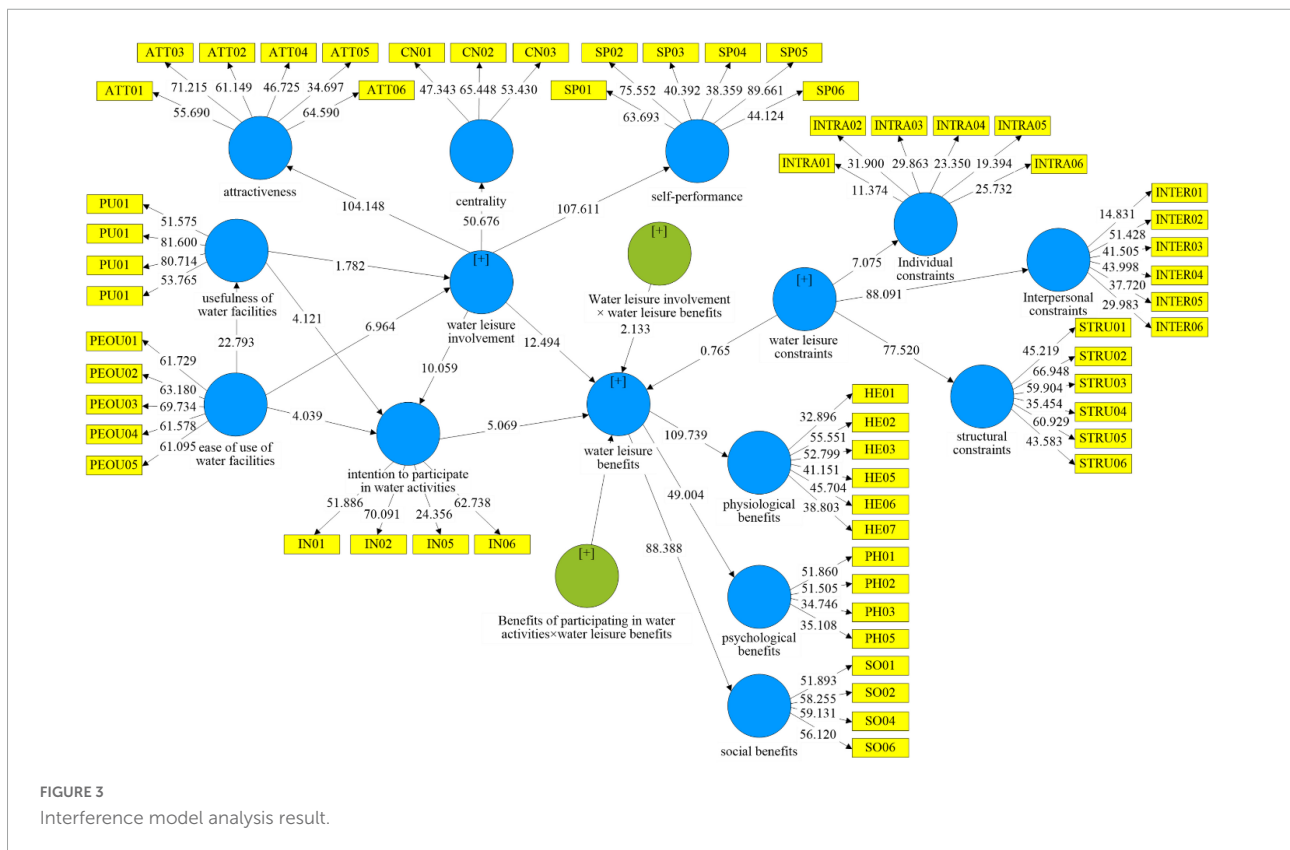 ATT03
ATT02
ATT04
ATT05
ATT01
ATT06
71.215
61.149
46.725
34.697
55.690
64.590
attractiveness
CN01
CN02
CN03
47.343
65.448
53.430
centrality
SP02
SP03
SP04
SP05
SP01
SP06
75.552
40.392
38.359
89.661
63.693
44.124
self-performance
INTRA02
INTRA03
INTRA04
INTRA05
INTRA01
INTRA06
31.900
29.863
23.350
19.394
11.374
25.732
Individual
constraints
INTER01
INTER02
INTER03
INTER04
INTER05
INTER06
14.831
51.428
41.505
43.998
37.720
29.983
Interpersonal
constraints
PU01
PU01
PU01
PU01
51.575
81.600
80.714
53.765
usefulness of
water facilities
104.148
50.676
107.611
1.782
[+]
water leisure
involvement
[+]
Water leisure involvement
× water leisure benefits
2.133
[+]
water leisure
constraints
7.075
88.091
77.520
0.765
4.121
6.964
22.793
10.059
12.494
PEOU01
PEOU02
PEOU03
PEOU04
PEOU05
61.729
63.180
69.734
61.578
61.095
ease of use of
water facilities
4.039
intention to participate
in water activities
5.069
51.886
70.091
24.356
62.738
IN01
IN02
IN05
IN06
[+]
water leisure
benefits
109.739
49.004
88.388
[+]
Benefits of participating in water
activities×water leisure benefits
STRU01
STRU02
STRU03
STRU04
STRU05
STRU06
45.219
66.948
59.904
35.454
60.929
43.583
structural
constraints
HE01
HE02
HE03
HE05
HE06
HE07
32.896
55.551
52.799
41.151
45.704
38.803
physiological
benefits
PH01
PH02
PH03
PH05
51.860
51.505
34.746
35.108
psychological
benefits
SO01
SO02
SO04
SO06
51.893
58.255
59.131
56.120
social benefits
FIGURE 3
Interference model analysis result.